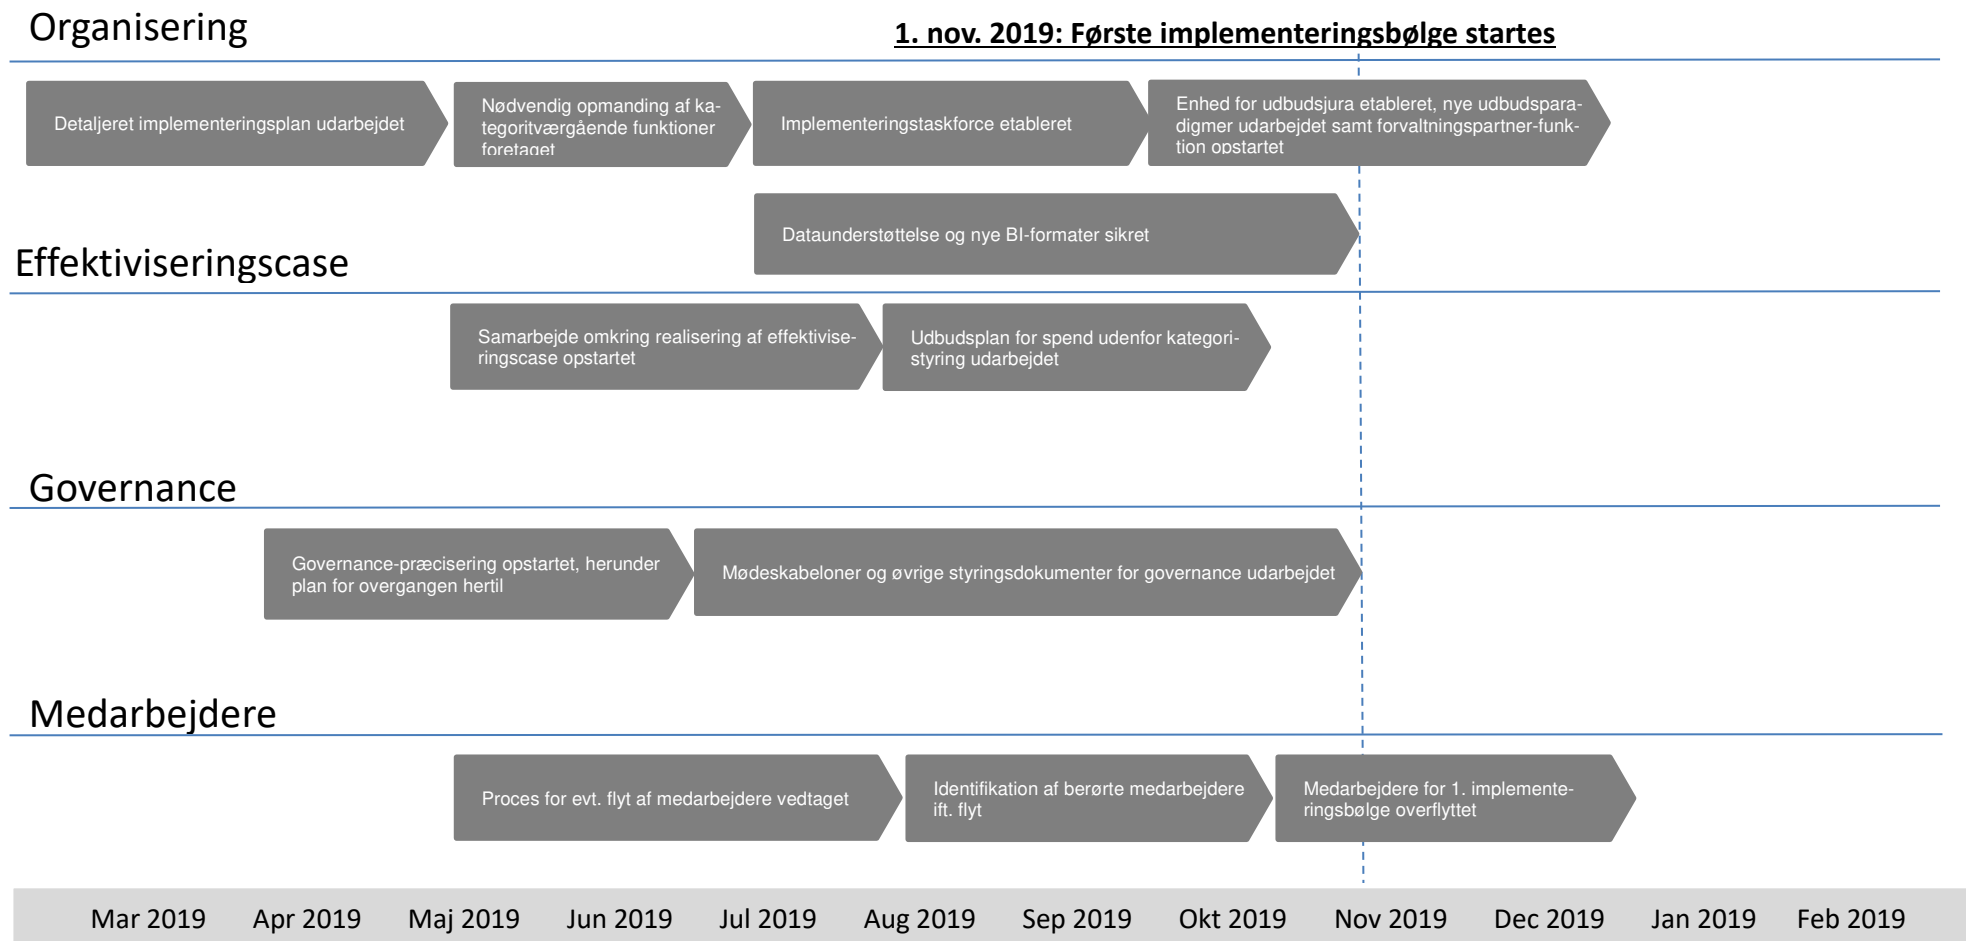 Organisering
1. nov. 2019: Første implementeringsbølge startes
Detaljeret implementeringsplan udarbejdet
Nødvendig opmanding af ka-
tegoritværgående funktioner
foretaget
Implementeringstaskforce etableret
Enhed for udbudsjura etableret, nye udbudspara-
digmer udarbejdet samt forvaltningspartner-funk-
tion opstartet
Dataunderstøttelse og nye BI-formater sikret
Effektiviseringscase
Samarbejde omkring realisering af effektivise-
ringscase opstartet
Udbudsplan for spend udenfor kategori-
styring udarbejdet
Governance
Governance-præcisering opstartet, herunder
plan for overgangen hertil
Mødeskabeloner og øvrige styringsdokumenter for governance udarbejdet
Medarbejdere
Proces for evt. flyt af medarbejdere vedtaget
Identifikation af berørte medarbejdere
ift. flyt
Medarbejdere for 1. implemente-
ringsbølge overflyttet
Mar 2019 Apr 2019 Maj 2019 Jun 2019 Jul 2019 Aug 2019 Sep 2019 Okt 2019 Nov 2019 Dec 2019 Jan 2019 Feb 2019